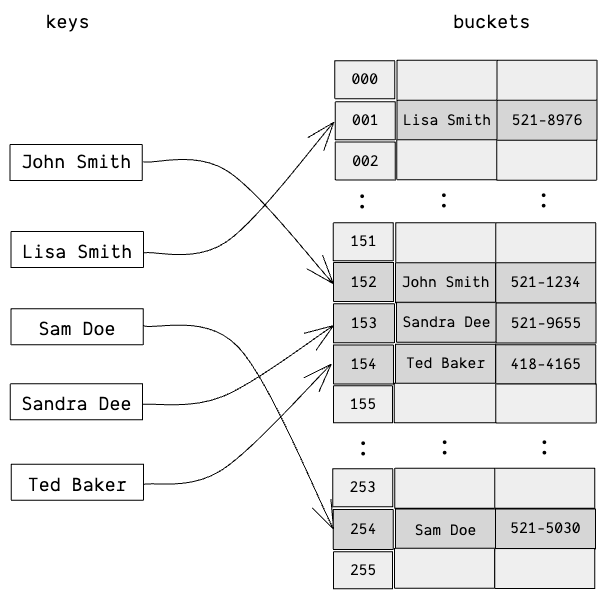 keys
John Smith
Lisa Smith
Sam Doe
Sandra Dee
Ted Baker
buckets
000
001 Lisa Smith 521-8976
002
: : :
151
152 John Smith 521-1234
153 Sandra Dee 521-9655
154 Ted Baker 418-4165
155
: : :
253
254 Sam Doe 521-5030
255